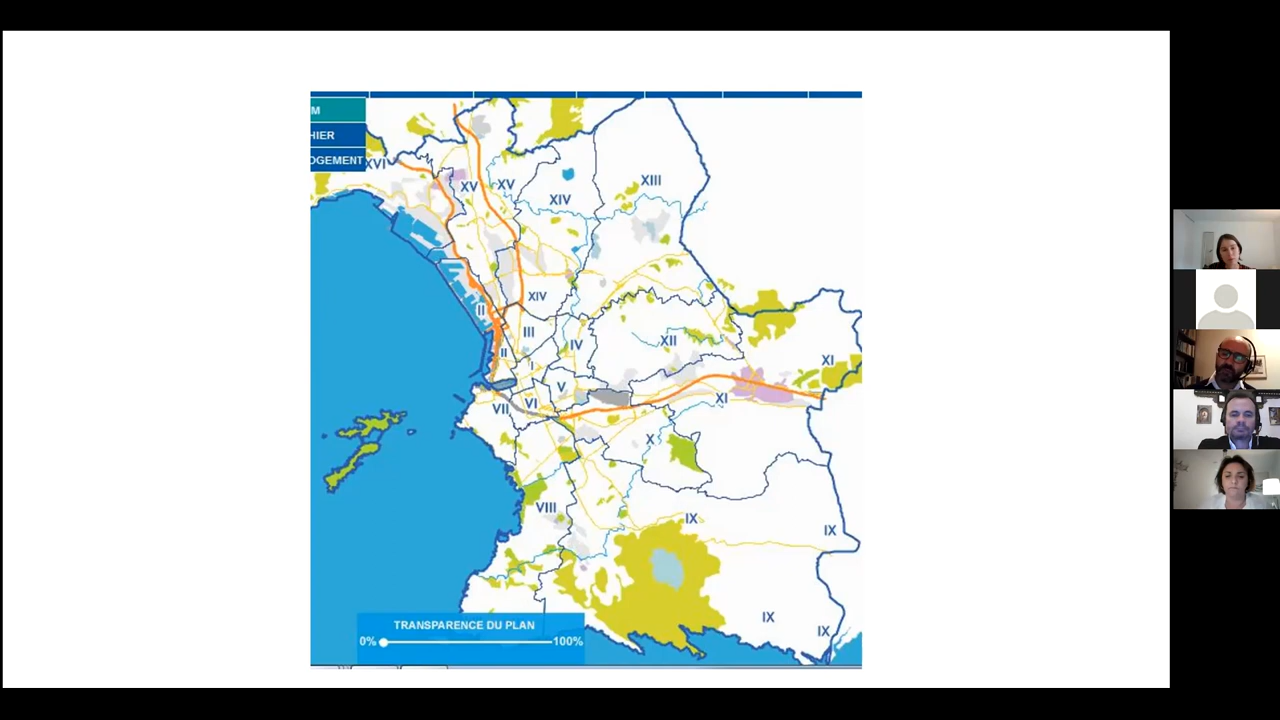 M
HIER
OGEMENT
XVI
XV
XV
XIV
XIII
XIV
II
III
II
I
IV
XII
XI
V
VI
VII
XI
X
VIII
IX
IX
IX
IX
TRANSPARENCE DU PLAN
0%
100%